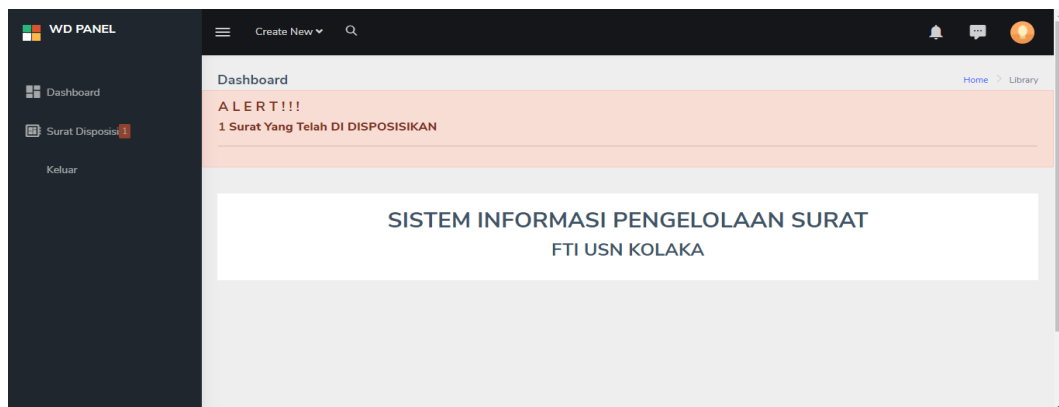 WD PANEL
Create New
Dashboard
Surat Disposisi 1
Keluar
Dashboard
Home > Library
A L E R T ! ! !
1 Surat Yang Telah DI DISPOSISIKAN
SISTEM INFORMASI PENGELOLAAN SURAT
FTI USN KOLAKA